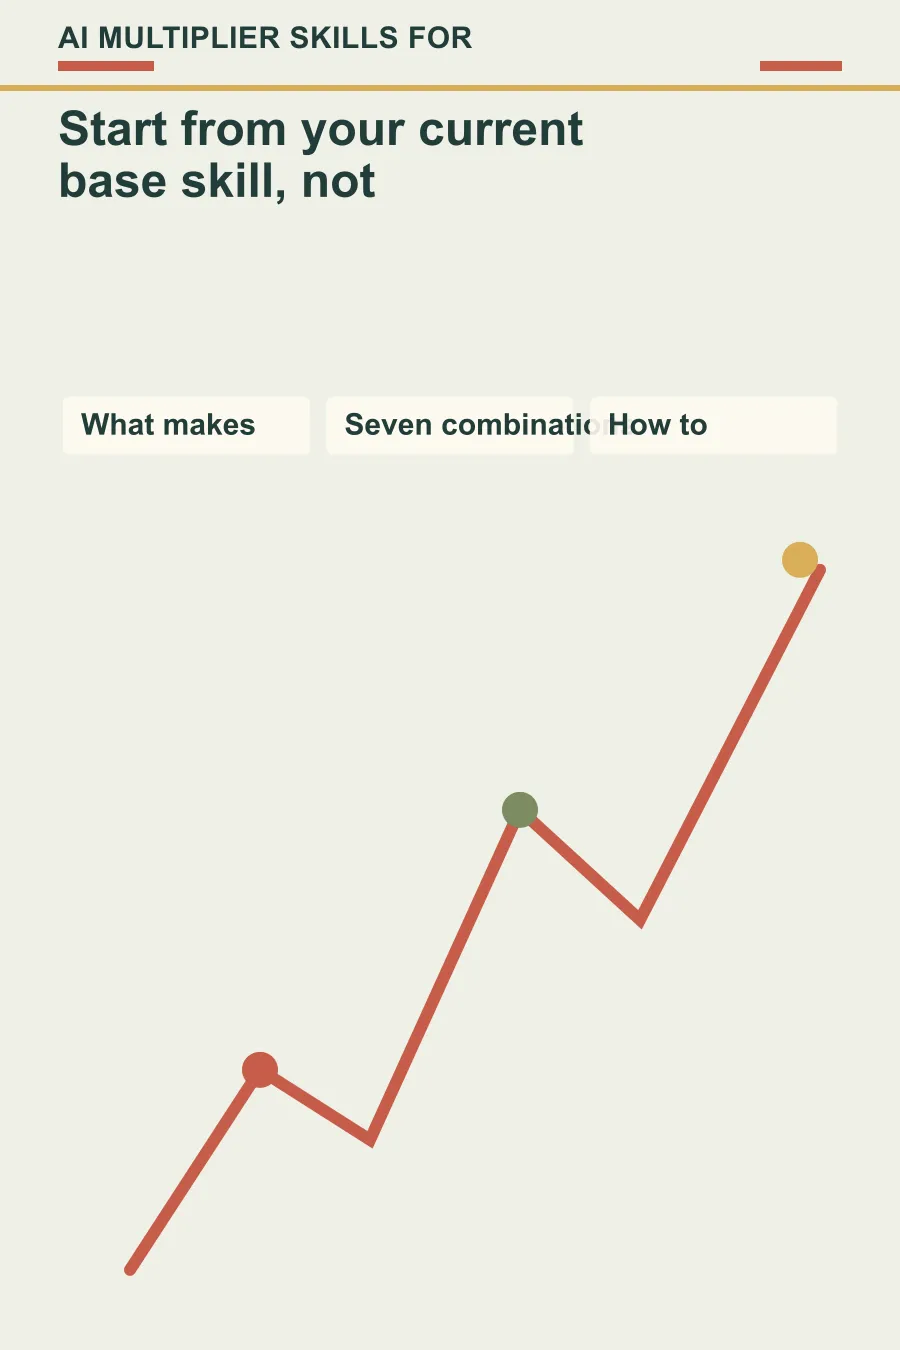 AI MULTIPLIER SKILLS FOR
Start from your current
base skill, not
What makes
Seven combinatio
How to